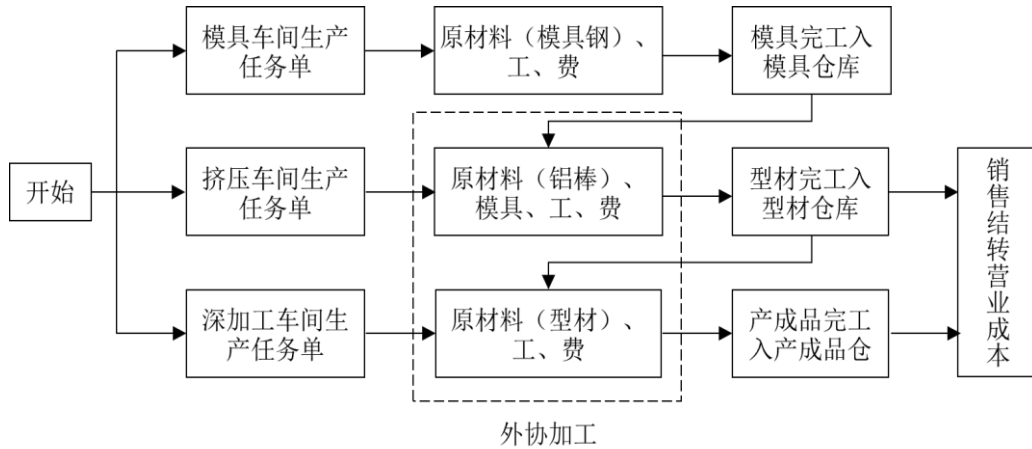 模具车间生产
任务单
原材料（模具钢）、
工、费
模具完工入
模具仓库
开始
挤压车间生产
任务单
原材料（铝棒）、
模具、工、费
型材完工入
型材仓库
销售结转营业成本
深加工车间生
产任务单
原材料（型材）、
工、费
产成品完工
入产成品仓
外协加工